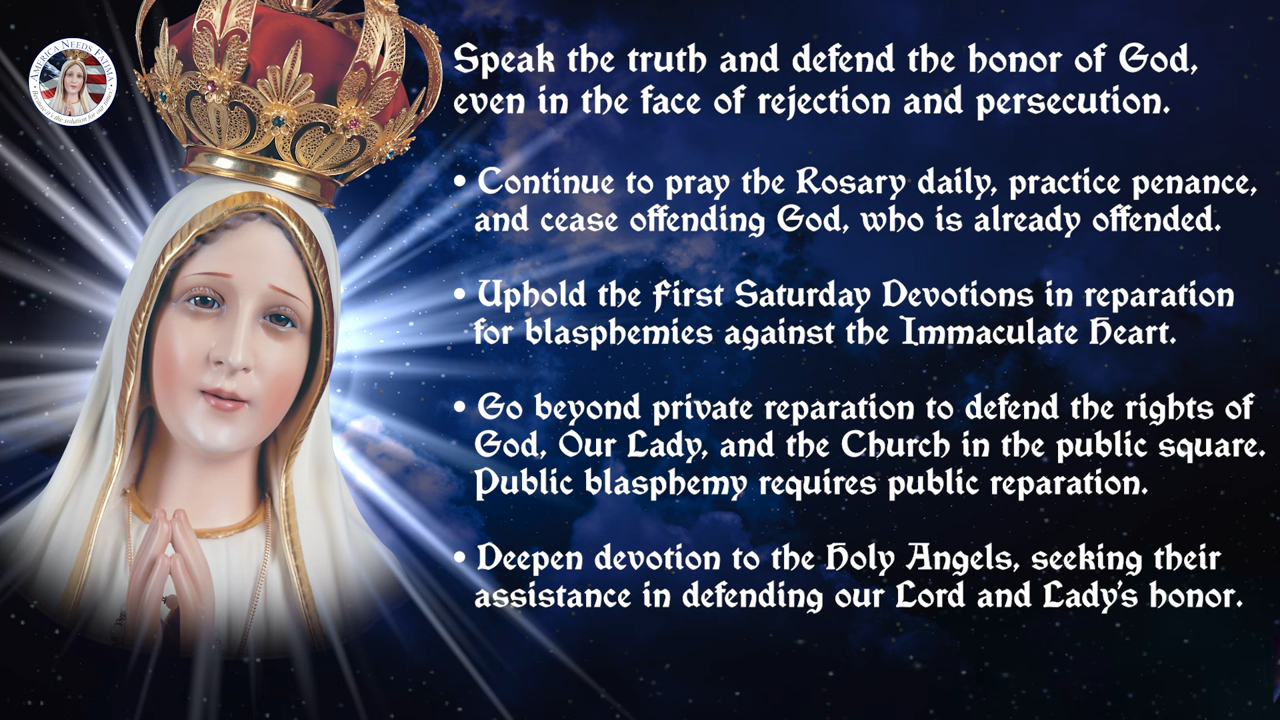 AMERICA NEEDS FATIMA
Speak the truth and defend the honor of God,
even in the face of rejection and persecution.
• Continue to pray the Rosary daily, practice penance,
and cease offending God, who is already offended.
• Uphold the First Saturday Devotions in reparation
for blasphemies against the Immaculate Heart.
• Go beyond private reparation to defend the rights of
God, Our Lady, and the Church in the public square.
Public blasphemy requires public reparation.
• Deepen devotion to the Holy Angels, seeking their
assistance in defending our Lord and Lady's honor.